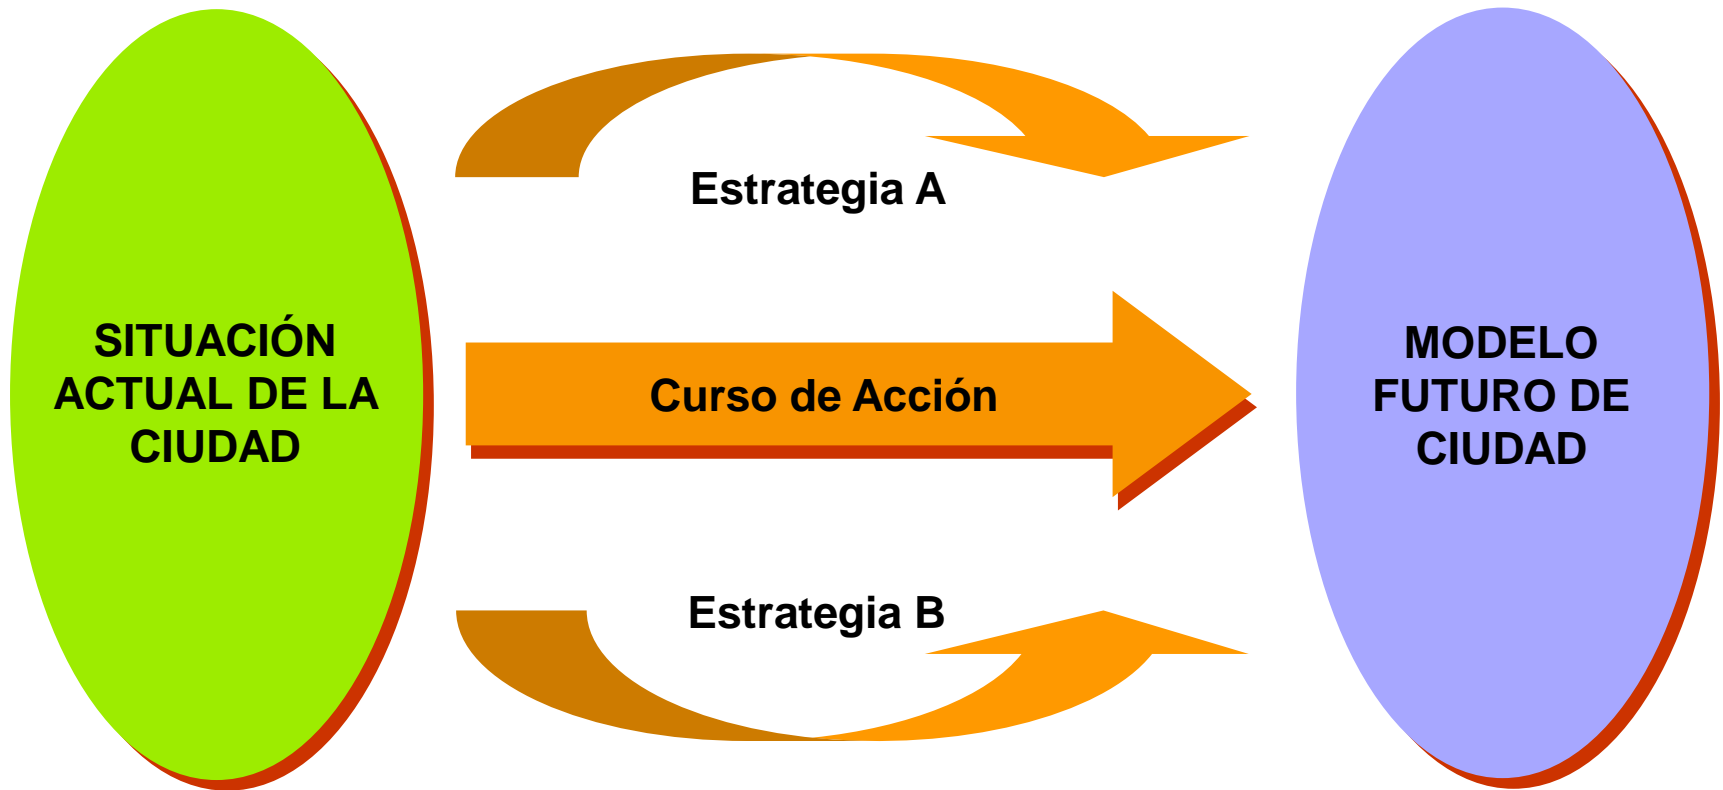 SITUACIÓN
ACTUAL DE LA
CIUDAD
Estrategia A
Curso de Acción
Estrategia B
MODELO
FUTURO DE
CIUDAD